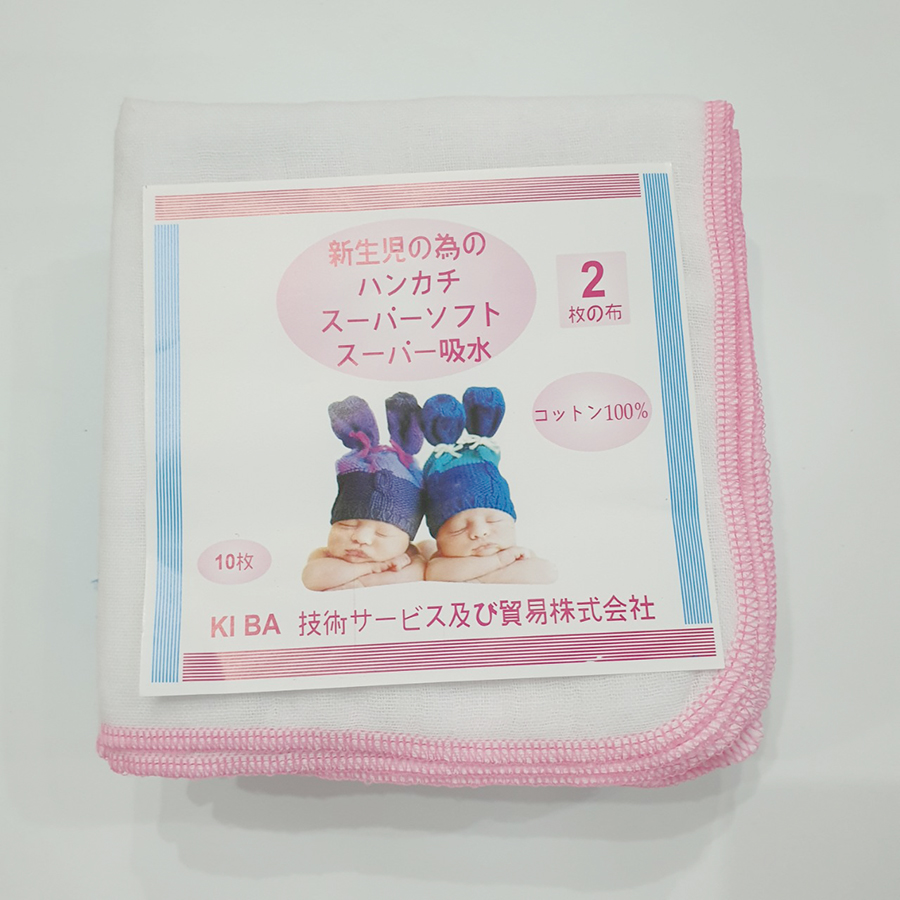 新生児の為の
ハンカチ
スーパーソフト
スーパー吸水
2
枚の布
コットン100%
10枚
KI BA 技術サービス及び貿易株式会社